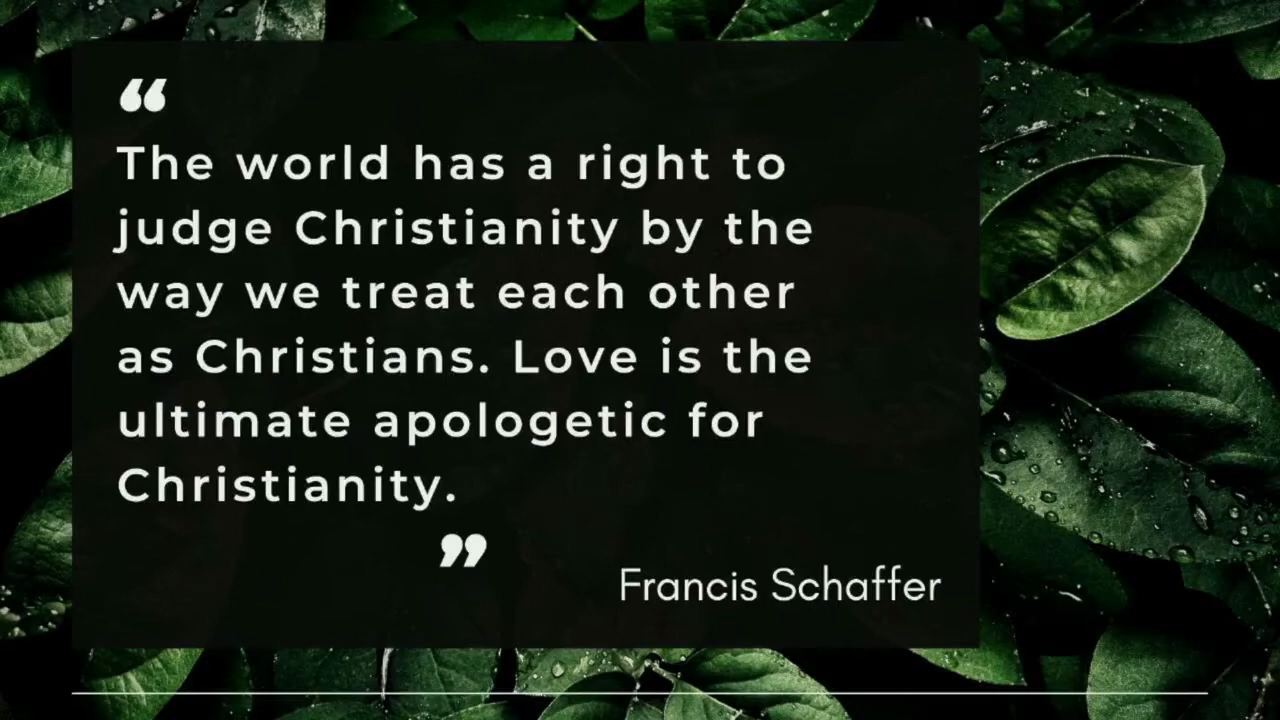 “
The world has a right to
judge Christianity by the
way we treat each other
as Christians. Love is the
ultimate apologetic for
Christianity.
”
Francis Schaffer